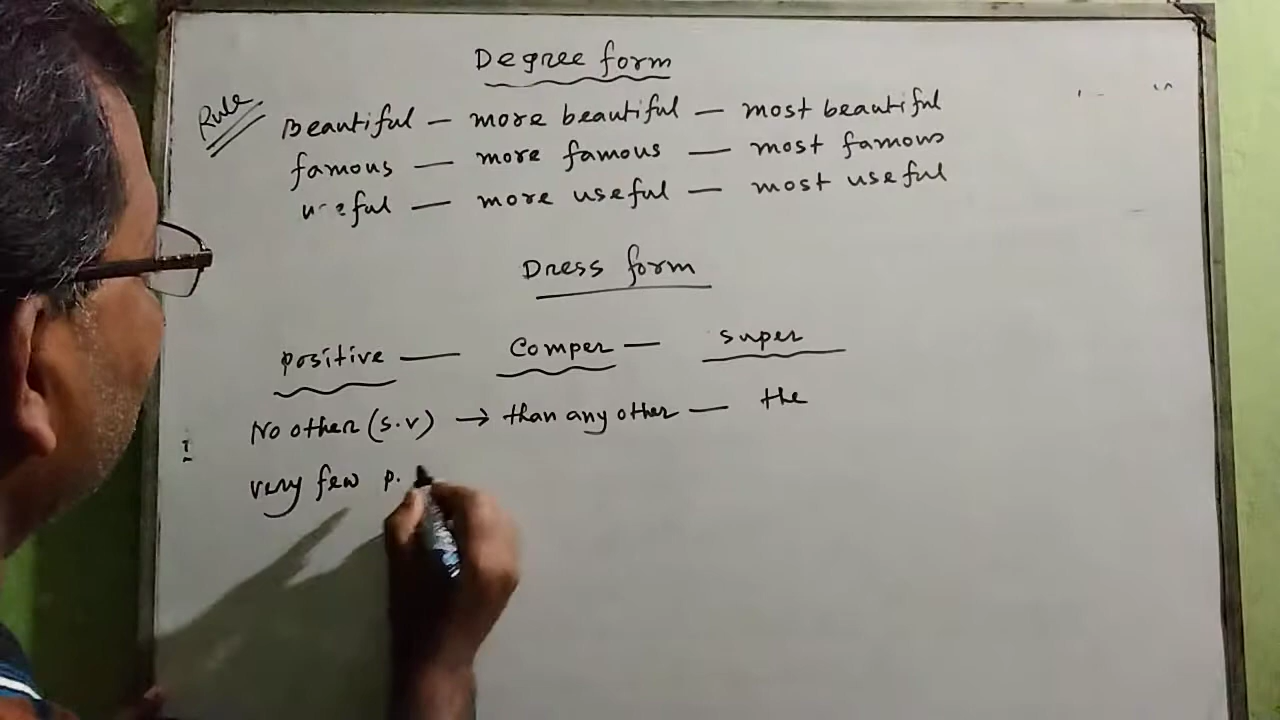 Degree form
Rule
Beautiful — more beautiful — most beautiful
famous — more famous — most famous
useful — more useful — most useful
Dress form
positive — Comper — super
No other (s.v) → than any other — the
very few p.